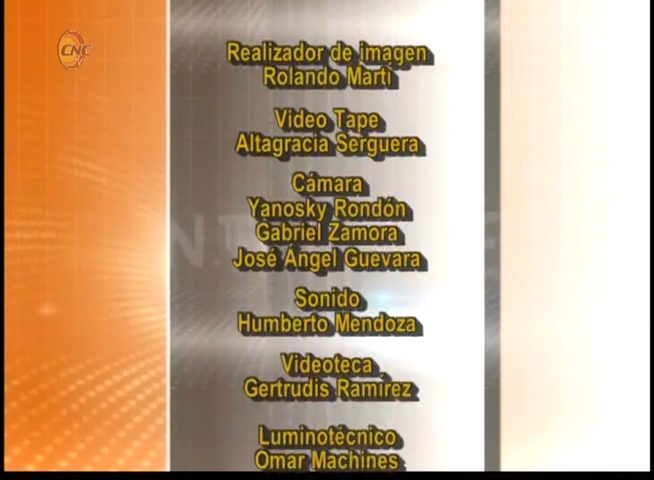 CNC
TV
Realizador de imagen
Rolando Martí
Video Tape
Altagracia Serguera
Cámara
Yanosky Rondón
Gabriel Zamora
José Ángel Guevara
Sonido
Humberto Mendoza
Videoteca
Gertrudis Ramírez
Luminotécnico
Omar Machines